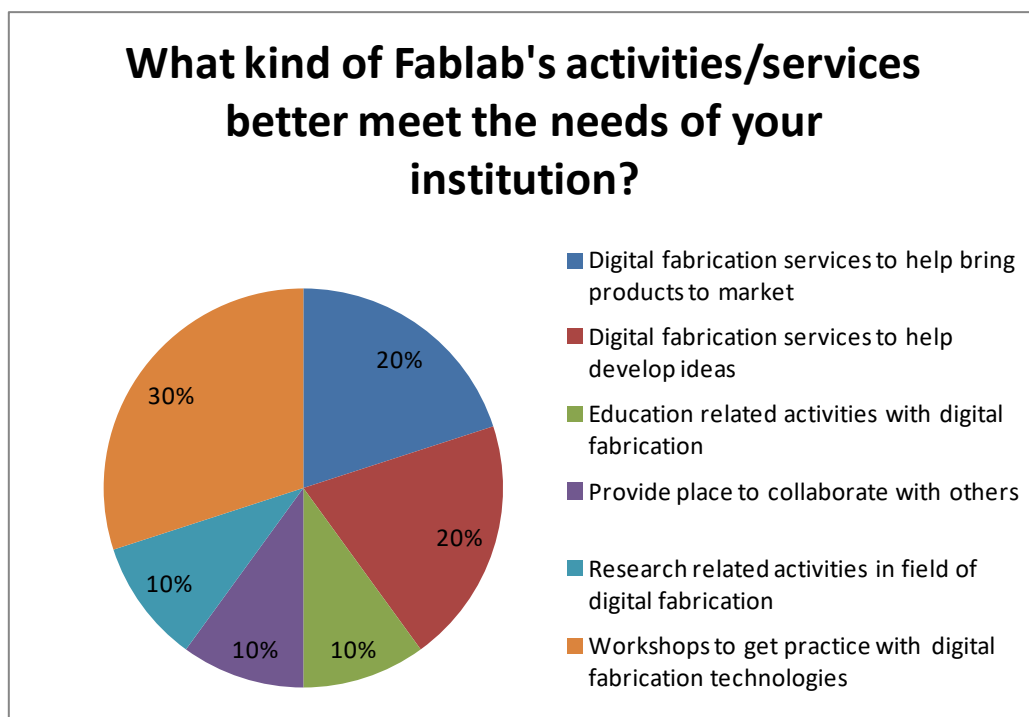 What kind of Fablab's activities/services
better meet the needs of your
institution?
Digital fabrication services to help bring
products to market
Digital fabrication services to help
develop ideas
Education related activities with digital
fabrication
Provide place to collaborate with others
Research related activities in field of
digital fabrication
Workshops to get practice with digital
fabrication technologies
20%
20%
10%
10%
10%
30%